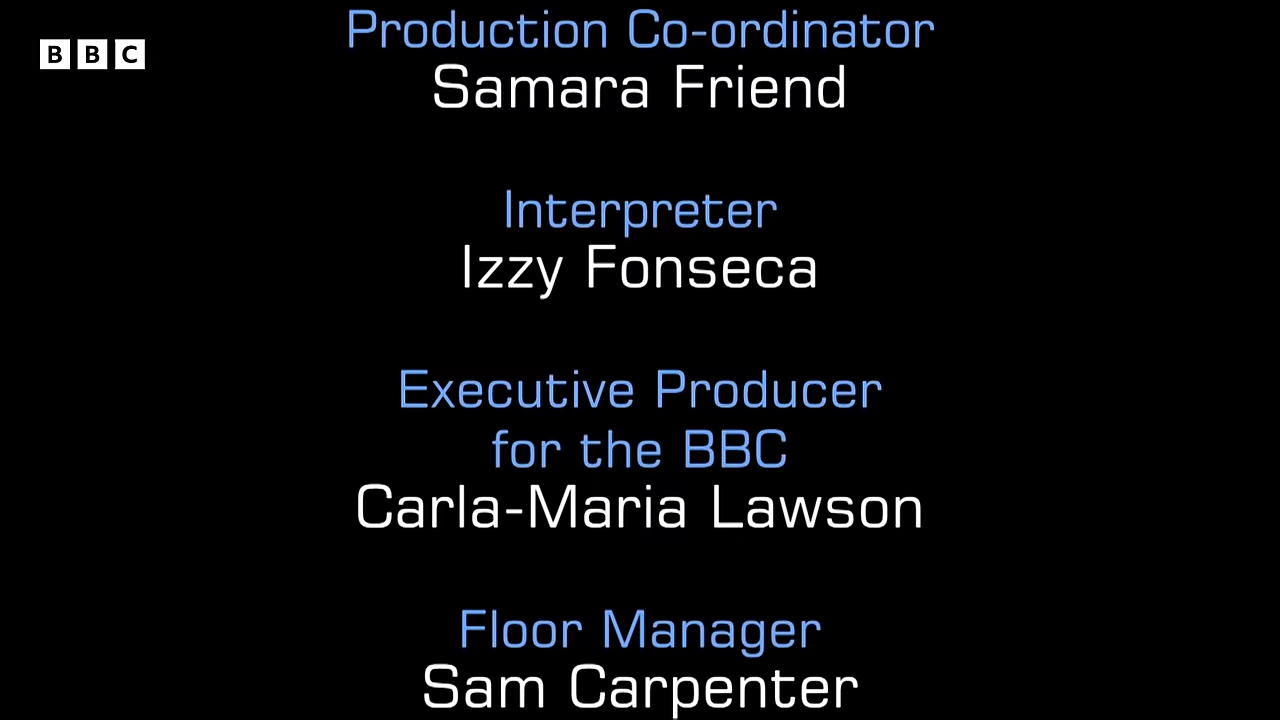 BBC
Production Co-ordinator
Samara Friend
Interpreter
Izzy Fonseca
Executive Producer
for the BBC
Carla-Maria Lawson
Floor Manager
Sam Carpenter